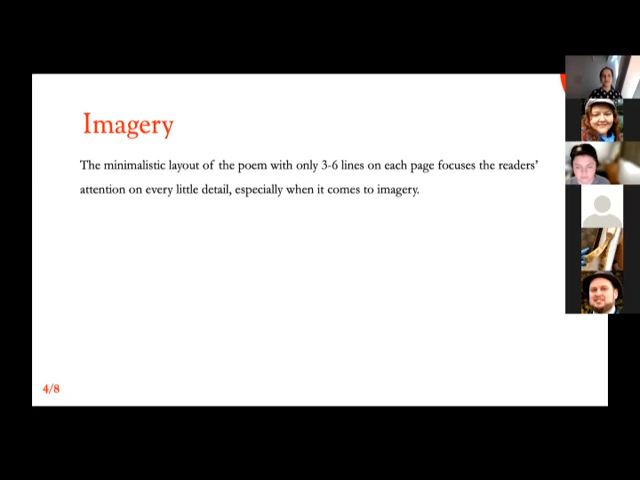 Imagery
The minimalistic layout of the poem with only 3-6 lines on each page focuses the readers’
attention on every little detail, especially when it comes to imagery.
4/8